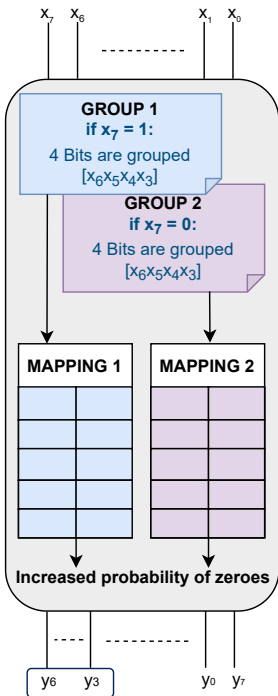 x₇ x₆ x₁ x₀
GROUP 1
if x₇ = 1:
4 Bits are grouped
[x₆x₅x₄x₃]
GROUP 2
if x₇ = 0:
4 Bits are grouped
[x₆x₅x₄x₃]
MAPPING 1 MAPPING 2
Increased probability of zeroes
y₆ y₃ y₀ y₇